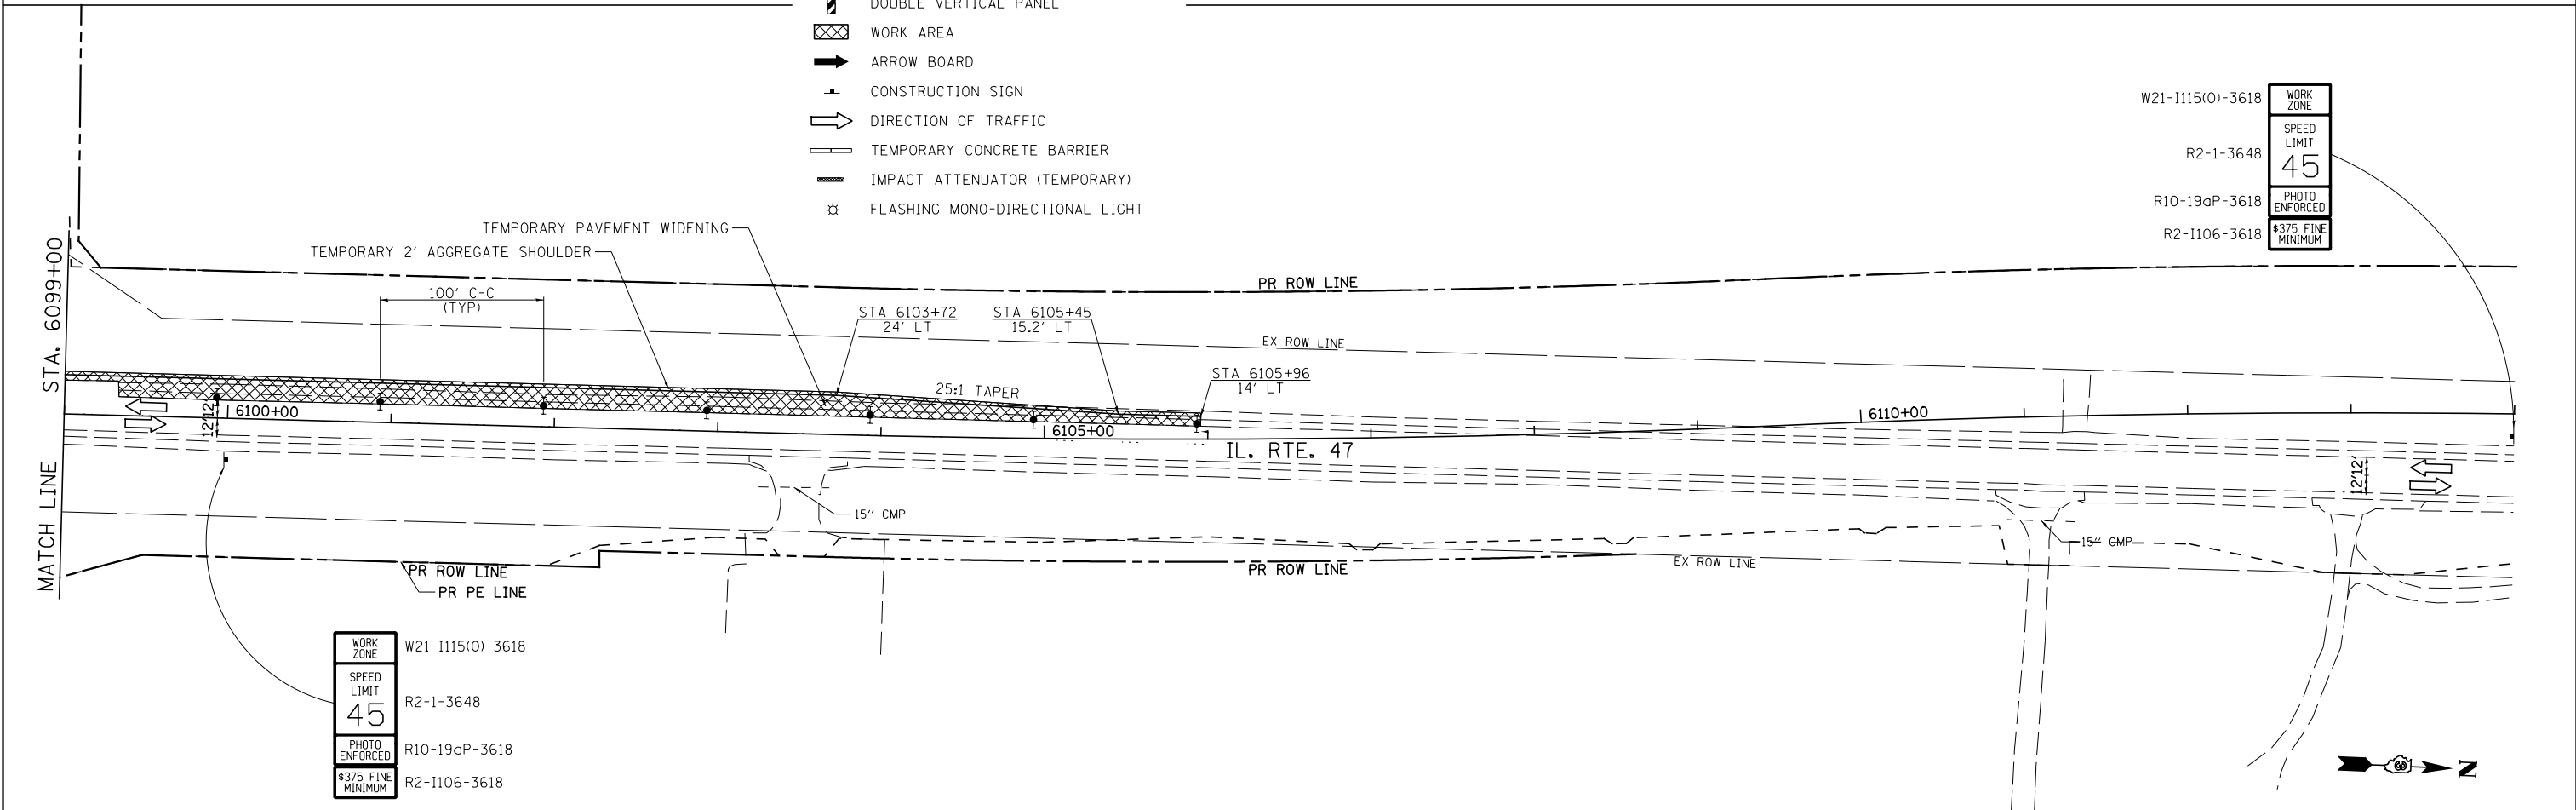 DOUBLE VERTICAL PANEL
WORK AREA
ARROW BOARD
CONSTRUCTION SIGN
DIRECTION OF TRAFFIC
TEMPORARY CONCRETE BARRIER
IMPACT ATTENUATOR (TEMPORARY)
FLASHING MONO-DIRECTIONAL LIGHT
W21-I115(O)-3618
WORK
ZONE
R2-1-3648
SPEED
LIMIT
45
R10-19aP-3618
PHOTO
ENFORCED
R2-I106-3618
$375 FINE
MINIMUM
TEMPORARY PAVEMENT WIDENING
TEMPORARY 2' AGGREGATE SHOULDER
PR ROW LINE
100' C-C
(TYP)
STA 6103+72
24' LT
STA 6105+45
15.2' LT
EX ROW LINE
STA 6105+96
14' LT
25:1 TAPER
MATCH LINE STA. 6099+00
12'
12'
6100+00
6105+00
6110+00
IL. RTE. 47
12'
12'
15" CMP
15" CMP
PR ROW LINE
PR PE LINE
PR ROW LINE
EX ROW LINE
WORK
ZONE
W21-I115(O)-3618
SPEED
LIMIT
45
R2-1-3648
PHOTO
ENFORCED
R10-19aP-3618
$375 FINE
MINIMUM
R2-I106-3618
N